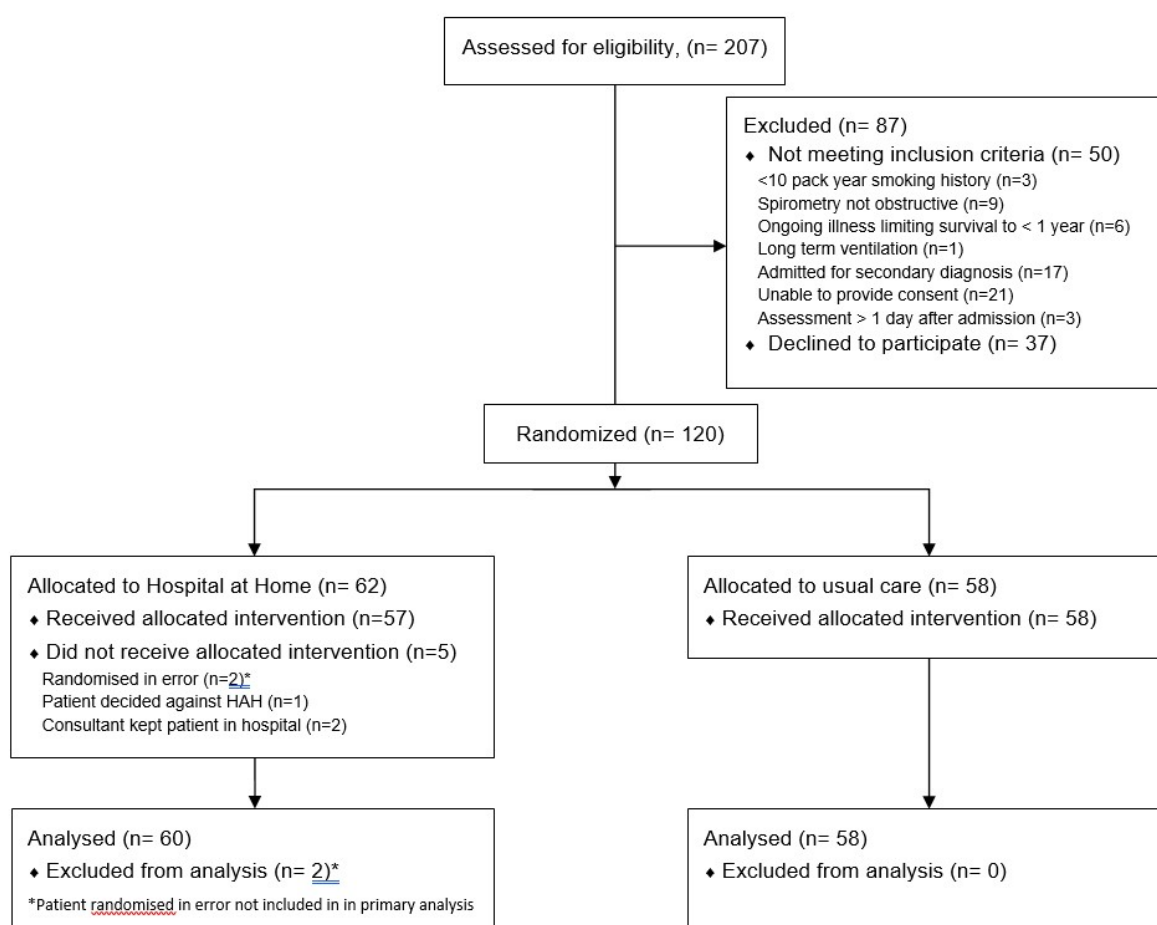 Assessed for eligibility, (n= 207)
Excluded (n= 87)
♦ Not meeting inclusion criteria (n= 50)
<10 pack year smoking history (n=3)
Spirometry not obstructive (n=9)
Ongoing illness limiting survival to < 1 year (n=6)
Long term ventilation (n=1)
Admitted for secondary diagnosis (n=17)
Unable to provide consent (n=21)
Assessment > 1 day after admission (n=3)
♦ Declined to participate (n= 37)
Randomized (n= 120)
Allocated to Hospital at Home (n= 62)
♦ Received allocated intervention (n=57)
♦ Did not receive allocated intervention (n=5)
Randomised in error (n=2)*
Patient decided against HAH (n=1)
Consultant kept patient in hospital (n=2)
Allocated to usual care (n= 58)
♦ Received allocated intervention (n= 58)
Analysed (n= 60)
♦ Excluded from analysis (n= 2)*
*Patient randomised in error not included in in primary analysis
Analysed (n= 58)
♦ Excluded from analysis (n= 0)